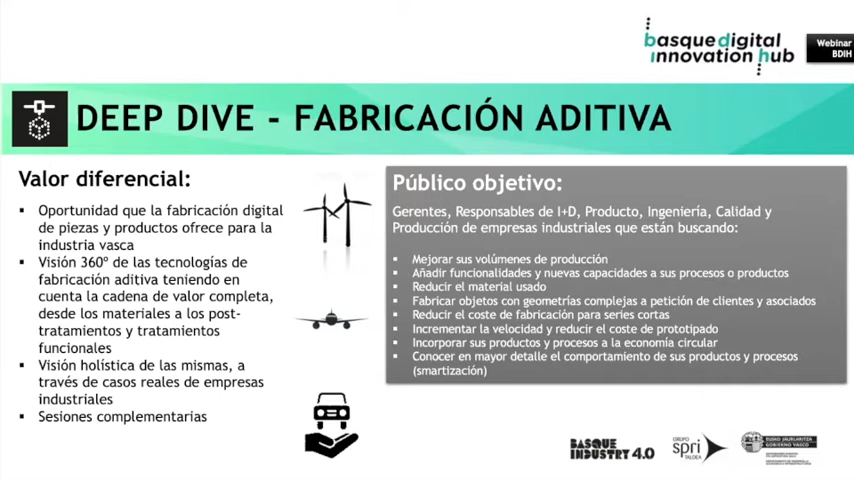 basque digital
innovation hub
Webinar
BDIH
DEEP DIVE - FABRICACIÓN ADITIVA
Valor diferencial:
▪ Oportunidad que la fabricación digital
de piezas y productos ofrece para la
industria vasca
▪ Visión 360º de las tecnologías de
fabricación aditiva teniendo en
cuenta la cadena de valor completa,
desde los materiales a los post-
tratamientos y tratamientos
funcionales
▪ Visión holística de las mismas, a
través de casos reales de empresas
industriales
▪ Sesiones complementarias
Público objetivo:
Gerentes, Responsables de I+D, Producto, Ingeniería, Calidad y
Producción de empresas industriales que están buscando:
▪ Mejorar sus volúmenes de producción
▪ Añadir funcionalidades y nuevas capacidades a sus procesos o productos
▪ Reducir el material usado
▪ Fabricar objetos con geometrías complejas a petición de clientes y asociados
▪ Reducir el coste de fabricación para series cortas
▪ Incrementar la velocidad y reducir el coste de prototipado
▪ Incorporar sus productos y procesos a la economía circular
▪ Conocer en mayor detalle el comportamiento de sus productos y procesos
(smartización)
BASQUE
INDUSTRY 4.0
GRUPO
spri
TALDEA
EUSKO JAURLARITZA
GOBIERNO VASCO